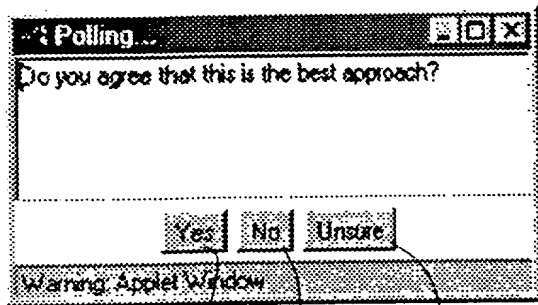 Polling...
Do you agree that this is the best approach?
Yes No Unsure
Warning: Applet Window